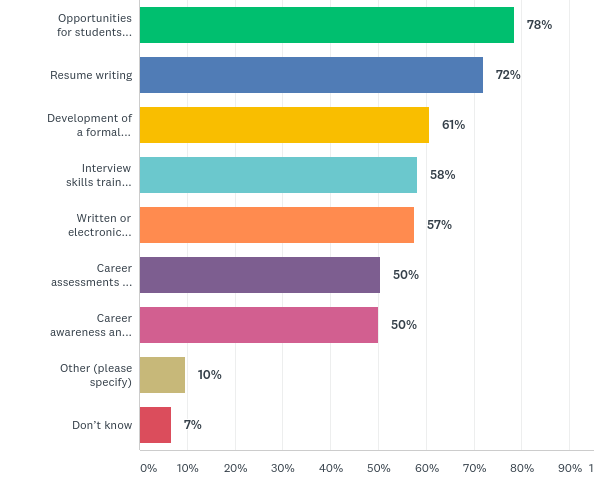 Opportunities
for students...
78%
Resume writing
72%
Development of
a formal...
61%
Interview
skills train...
58%
Written or
electronic...
57%
Career
assessments ...
50%
Career
awareness an...
50%
Other (please
specify)
10%
Don't know
7%
0% 10% 20% 30% 40% 50% 60% 70% 80% 90% 1